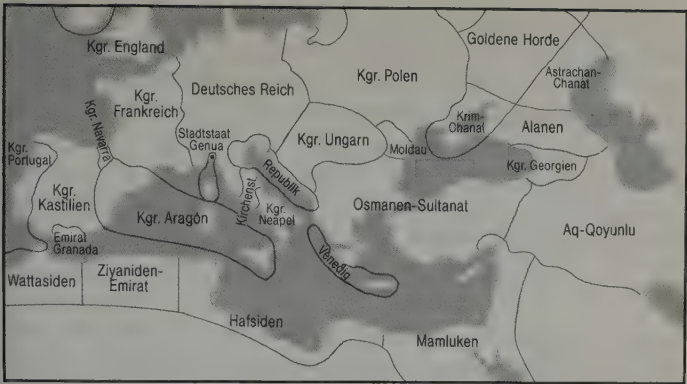 Kgr. England
Goldene Horde
Kgr. Polen
Astrachan-
Chanat
Deutsches Reich
Kgr.
Frankreich
Krim-
Chanat
Alanen
Stadtstaat
Genua
Kgr. Ungarn
Moldau
Kgr. Navarra
Kgr.
Portugal
Kgr. Georgien
Republik
Kgr.
Kastilien
Kirchenst.
Kgr.
Neapel
Osmanen-Sultanat
Kgr. Aragón
Aq-Qoyunlu
Emirat
Granada
Venedig
Wattasiden
Ziyaniden-
Emirat
Hafsiden
Mamluken